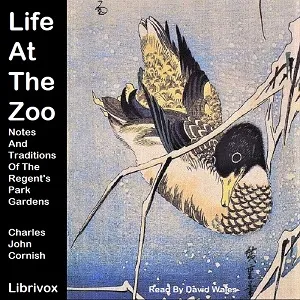 Life
At
The
Zoo
Notes
And
Traditions
Of The
Regent's
Park
Gardens
Charles
John
Cornish
Librivox
Read By David Wales